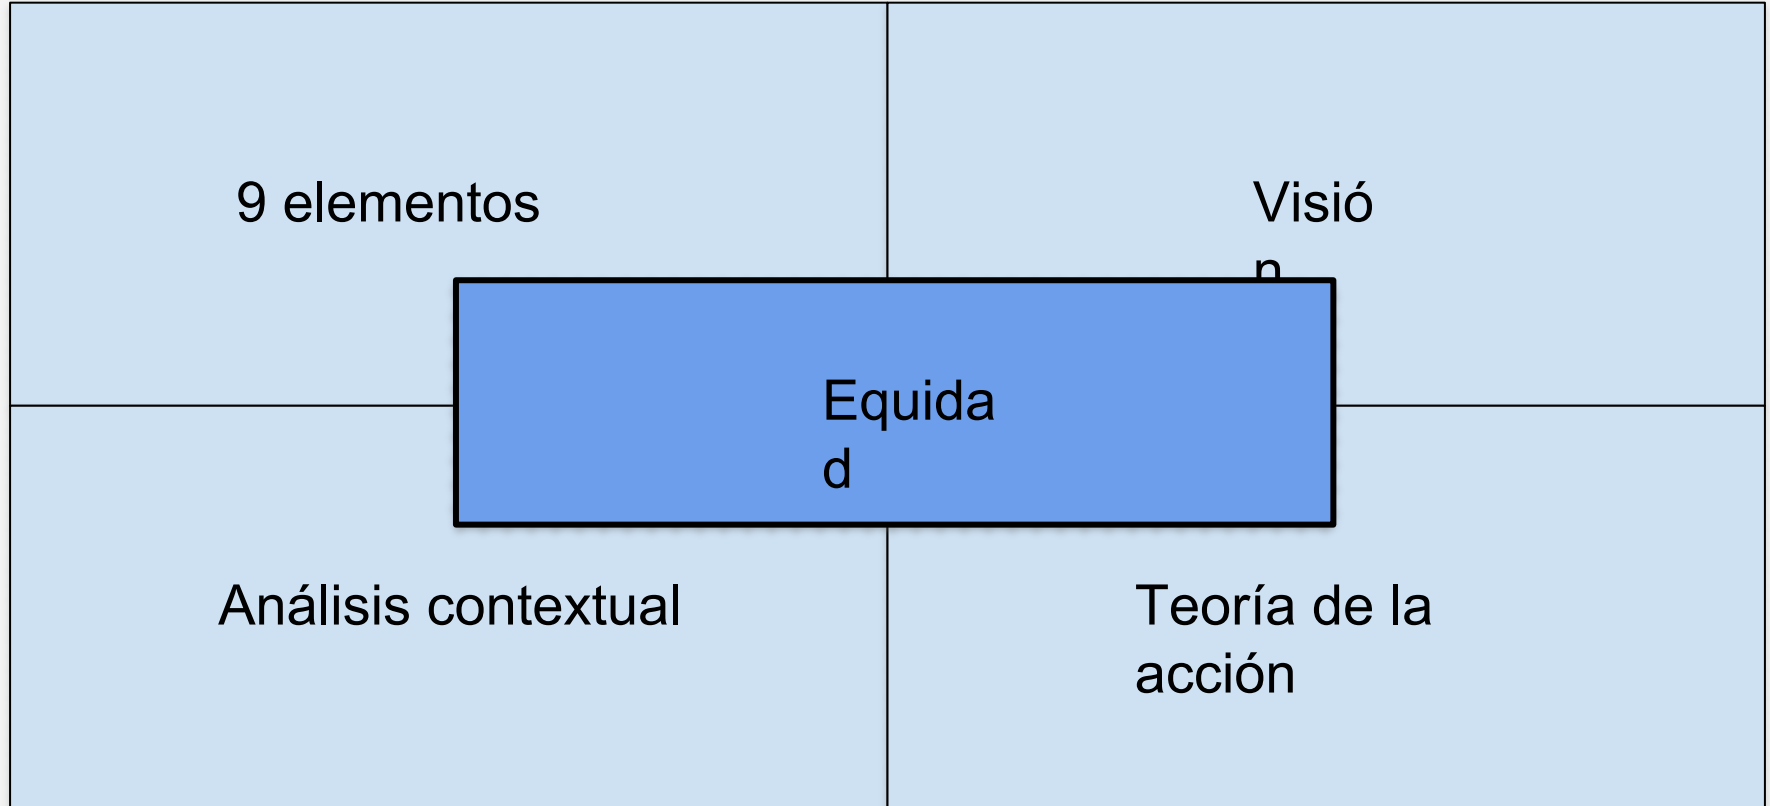 9 elementos
Visió
n
Equida
d
Análisis contextual
Teoría de la
acción